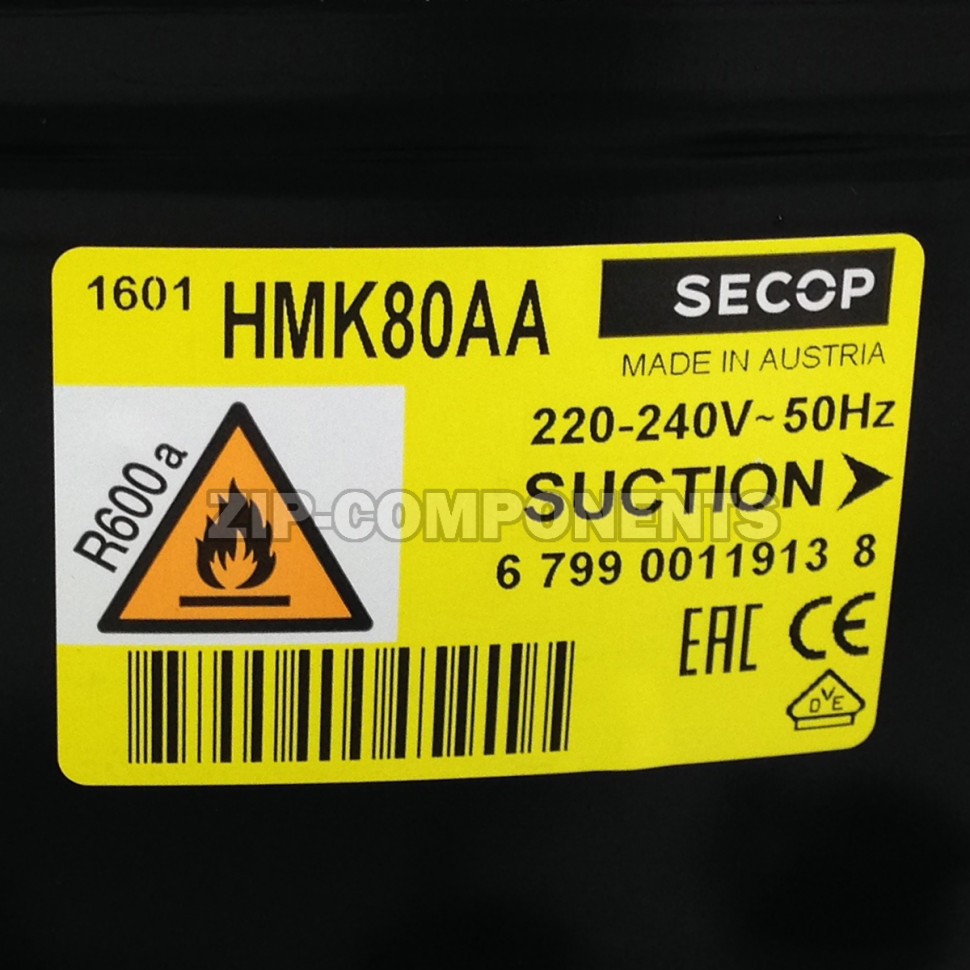 1601 HMK80AA SECOP
MADE IN AUSTRIA
220-240V~50Hz
SUCTION
R600a
ZIP-COMPONENTS
6 799 0011913 8
EAC CE
OVE